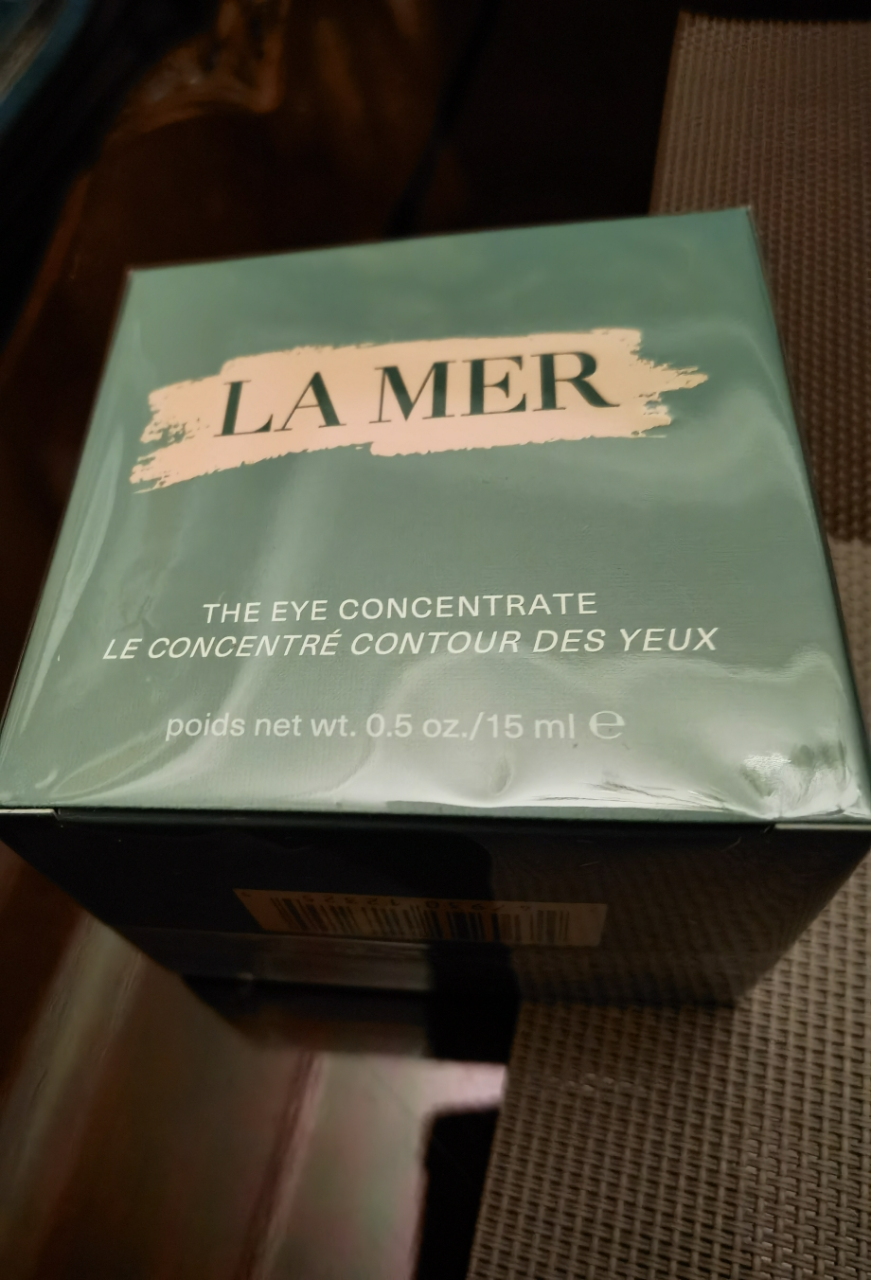 LA MER
THE EYE CONCENTRATE
LE CONCENTRÉ CONTOUR DES YEUX
poids net wt. 0.5 oz./15 ml ℮